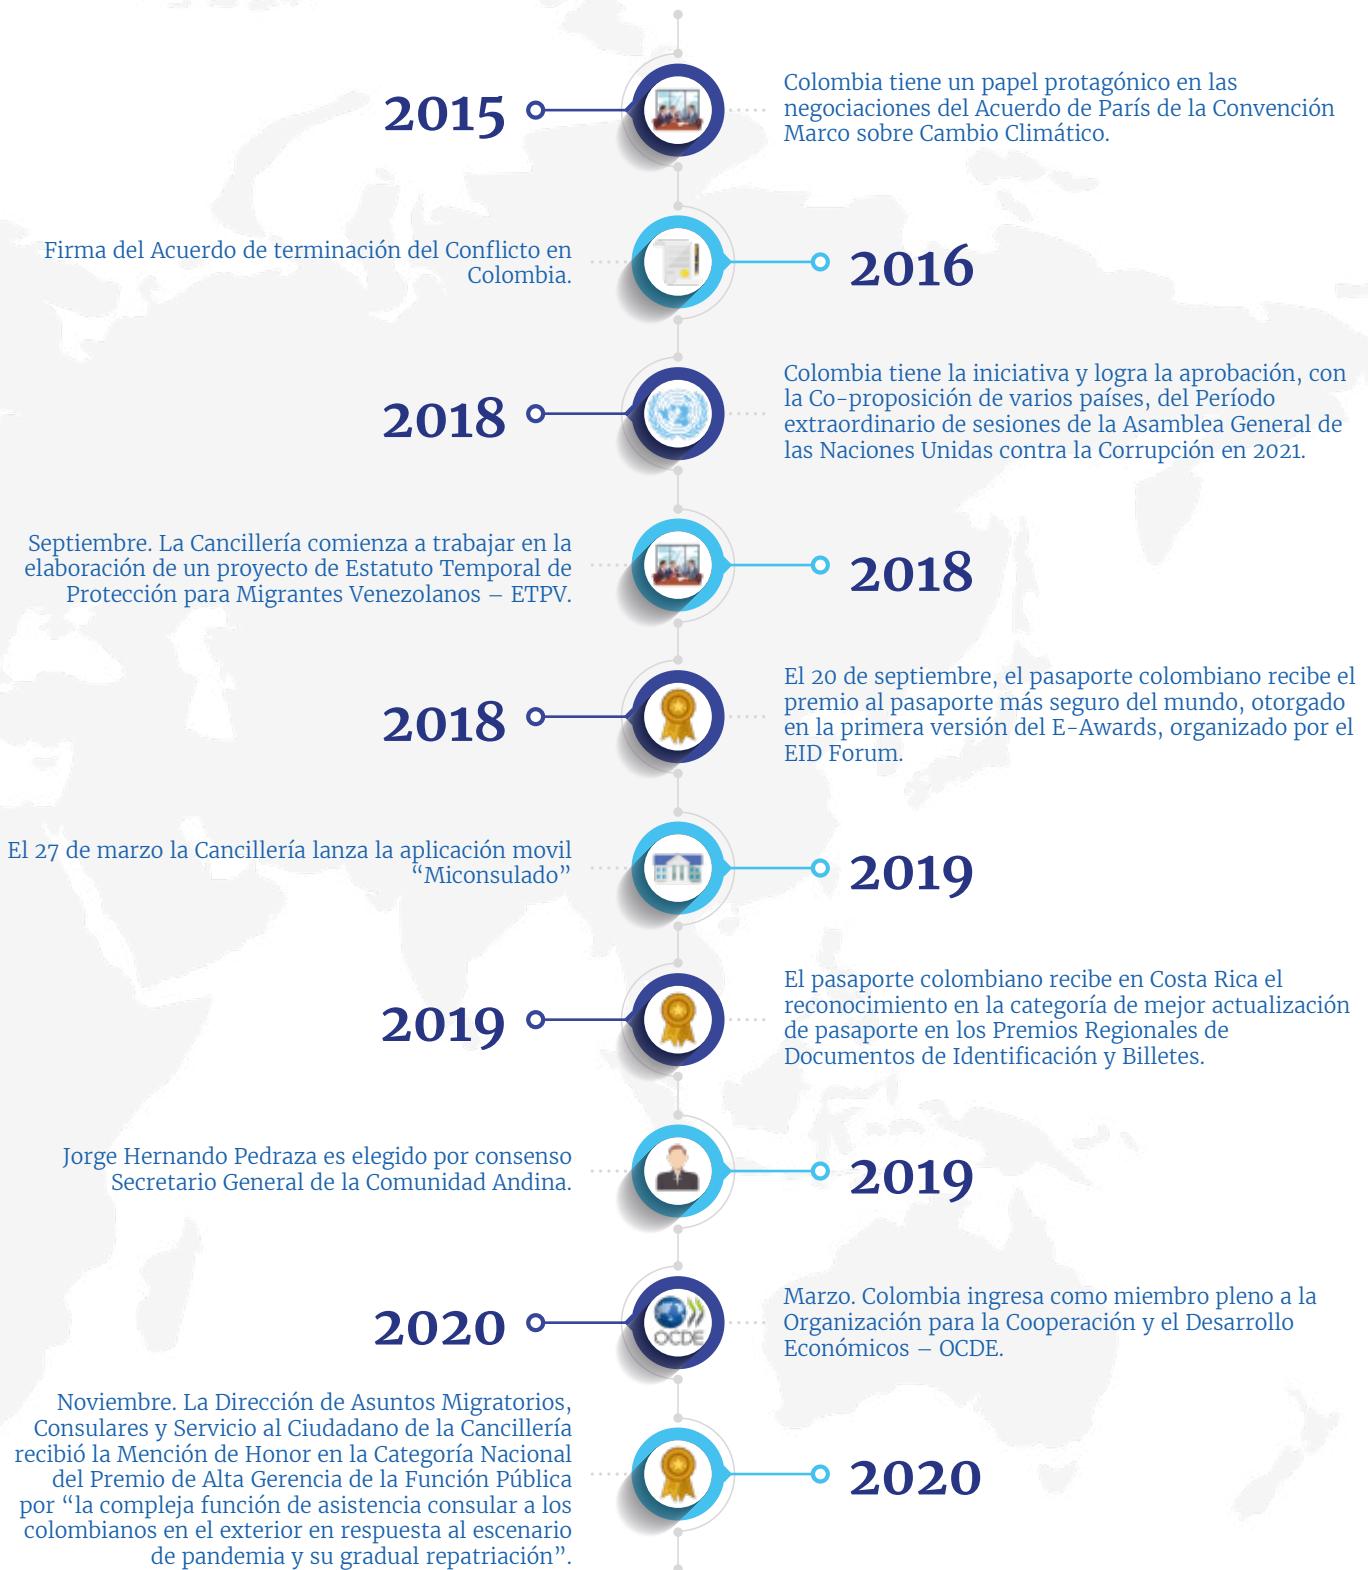 2015
Colombia tiene un papel protagónico en las
negociaciones del Acuerdo de París de la Convención
Marco sobre Cambio Climático.
Firma del Acuerdo de terminación del Conflicto en
Colombia.
2016
2018
Colombia tiene la iniciativa y logra la aprobación, con
la Co-proposición de varios países, del Período
extraordinario de sesiones de la Asamblea General de
las Naciones Unidas contra la Corrupción en 2021.
Septiembre. La Cancillería comienza a trabajar en la
elaboración de un proyecto de Estatuto Temporal de
Protección para Migrantes Venezolanos – ETPV.
2018
2018
El 20 de septiembre, el pasaporte colombiano recibe el
premio al pasaporte más seguro del mundo, otorgado
en la primera versión del E-Awards, organizado por el
EID Forum.
El 27 de marzo la Cancillería lanza la aplicación movil
“Miconsulado”
2019
2019
El pasaporte colombiano recibe en Costa Rica el
reconocimiento en la categoría de mejor actualización
de pasaporte en los Premios Regionales de
Documentos de Identificación y Billetes.
Jorge Hernando Pedraza es elegido por consenso
Secretario General de la Comunidad Andina.
2019
2020
OCDE
Marzo. Colombia ingresa como miembro pleno a la
Organización para la Cooperación y el Desarrollo
Económicos – OCDE.
Noviembre. La Dirección de Asuntos Migratorios,
Consulares y Servicio al Ciudadano de la Cancillería
recibió la Mención de Honor en la Categoría Nacional
del Premio de Alta Gerencia de la Función Pública
por “la compleja función de asistencia consular a los
colombianos en el exterior en respuesta al escenario
de pandemia y su gradual repatriación”.
2020